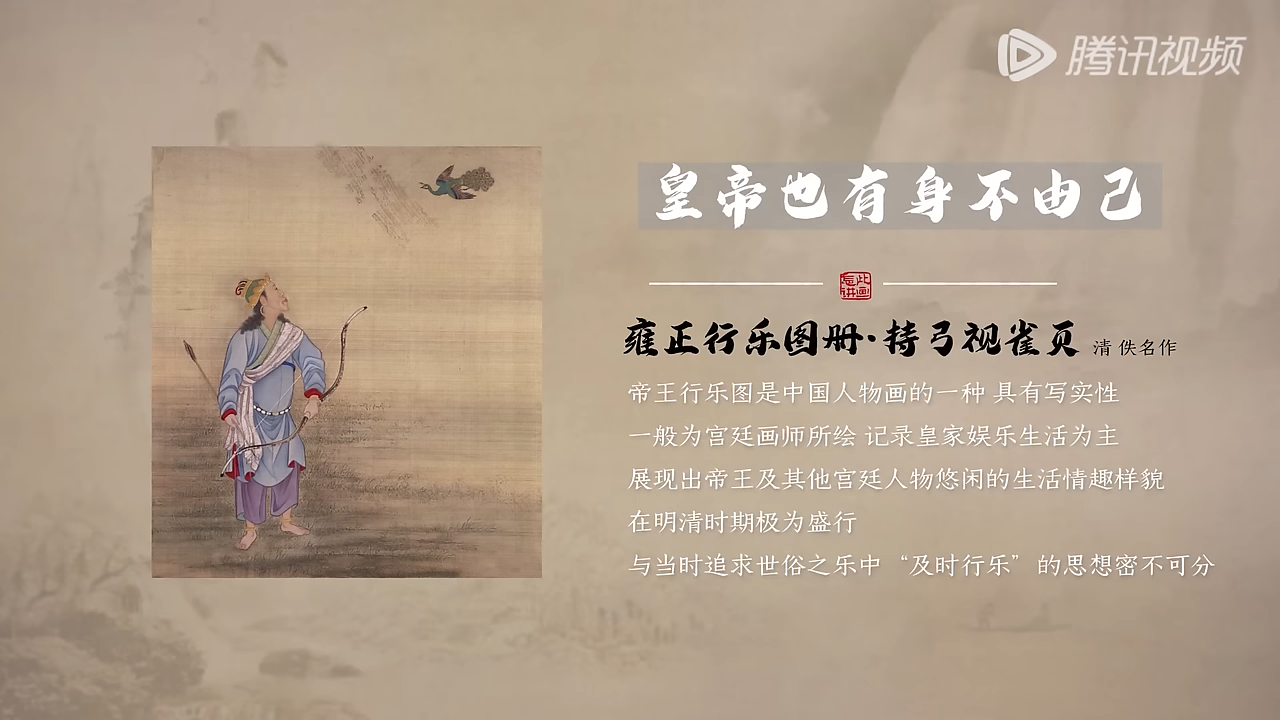 腾讯视频
皇帝也有身不由己
雍正行乐图册·持弓视雀页 清 佚名作
帝王行乐图是中国人物画的一种 具有写实性
一般为宫廷画师所绘 记录皇家娱乐生活为主
展现出帝王及其他宫廷人物悠闲的生活情趣样貌
在明清时期极为盛行
与当时追求世俗之乐中“及时行乐”的思想密不可分